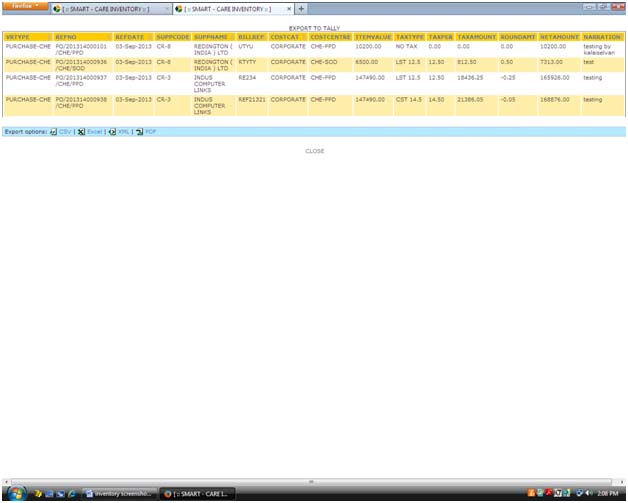 Firefox
[ :: SMART - CARE INVENTORY :: ] × [ :: SMART - CARE INVENTORY :: ] × +
EXPORT TO TALLY
VRTYPE REFNO REFDATE SUPPCODE SUPPNAME BILLREF COSTCAT COSTCENTRE ITEMVALUE TAXTYPE TAXPER TAXAMOUNT ROUNDAMT NETAMOUNT NARRATION
PURCHASE-CHE PO/201314000101 03-Sep-2013 CR-8 REDINGTON ( UTYU CORPORATE CHE-PPD 10200.00 NO TAX 0.00 0.00 0.00 10200.00 testing by
/CHE/PPD INDIA ) LTD kalaiselvan
PURCHASE-CHE PO/201314000936 03-Sep-2013 CR-8 REDINGTON ( RTYTY CORPORATE CHE-SOD 6500.00 LST 12.5 12.50 812.50 0.50 7313.00 test
/CHE/SOD INDIA ) LTD
PURCHASE-CHE PO/201314000937 03-Sep-2013 CR-3 INDUS RE234 CORPORATE CHE-PPD 147490.00 LST 12.5 12.50 18436.25 -0.25 165926.00 testing
/CHE/PPD COMPUTER
LINKS
PURCHASE-CHE PO/201314000938 03-Sep-2013 CR-3 INDUS REF21321 CORPORATE CHE-PPD 147490.00 CST 14.5 14.50 21386.05 -0.05 168876.00 testing
/CHE/PPD COMPUTER
LINKS
Export options: CSV | Excel | XML | PDF
CLOSE
inventory screensho... [ :: SMART - CARE I... 2:08 PM